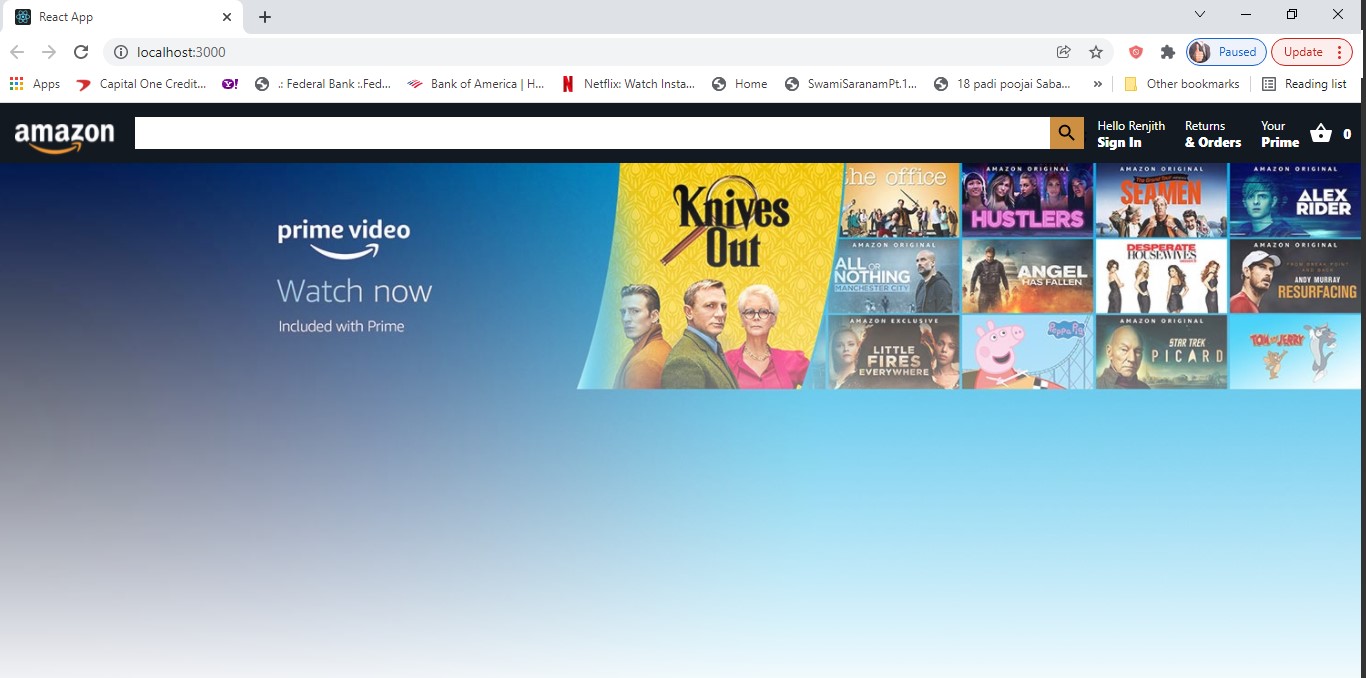 React App
localhost:3000
Paused
Update
Apps
Capital One Credit...
.: Federal Bank :.Fed...
Bank of America | H...
Netflix: Watch Insta...
Home
SwamiSaranamPt.1...
18 padi poojai Saba...
»
Other bookmarks
Reading list
amazon
Hello Renjith
Sign In
Returns
& Orders
Your
Prime
0
prime video
Watch now
Included with Prime
Knives
Out
he office
AMAZON ORIGINAL
HUSTLERS
AMAZON ORIGINAL
The Grand Tour
SEAMEN
AMAZON ORIGINAL
ALEX
RIDER
AMAZON ORIGINAL
ALL OR
NOTHING
MANCHESTER CITY
ANGEL
HAS FALLEN
DESPERATE
HOUSEWIVES
AMAZON ORIGINAL
ANDY MURRAY
RESURFACING
AMAZON EXCLUSIVE
LITTLE
FIRES
EVERYWHERE
Peppa Pig
AMAZON ORIGINAL
STAR TREK
PICARD
TOM and JERRY